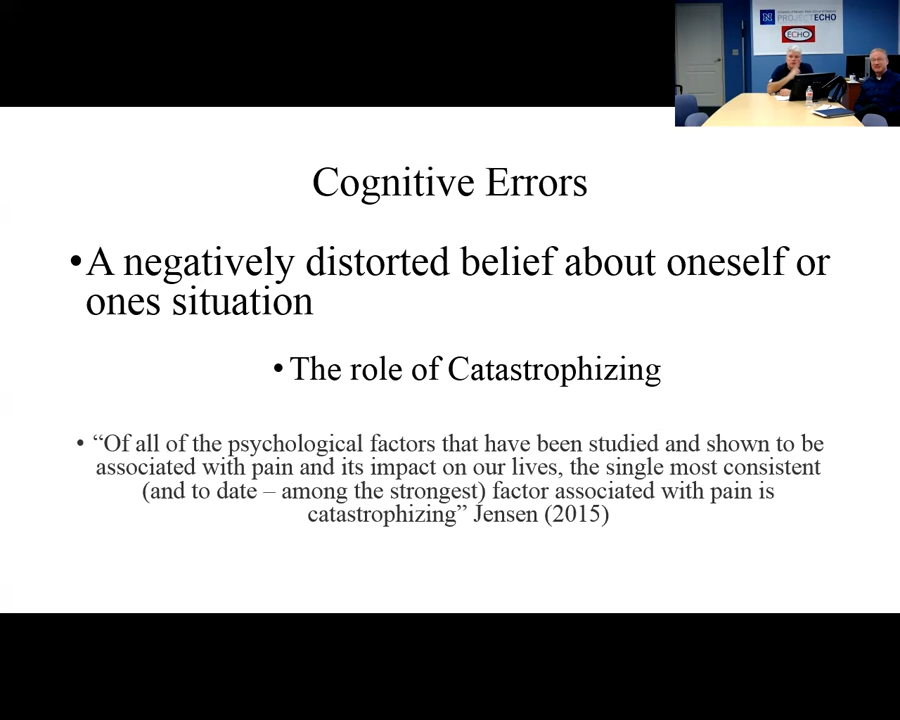 PROJECT ECHO
ECHO
Cognitive Errors
•A negatively distorted belief about oneself or
ones situation
• The role of Catastrophizing
• “Of all of the psychological factors that have been studied and shown to be
associated with pain and its impact on our lives, the single most consistent
(and to date – among the strongest) factor associated with pain is
catastrophizing” Jensen (2015)